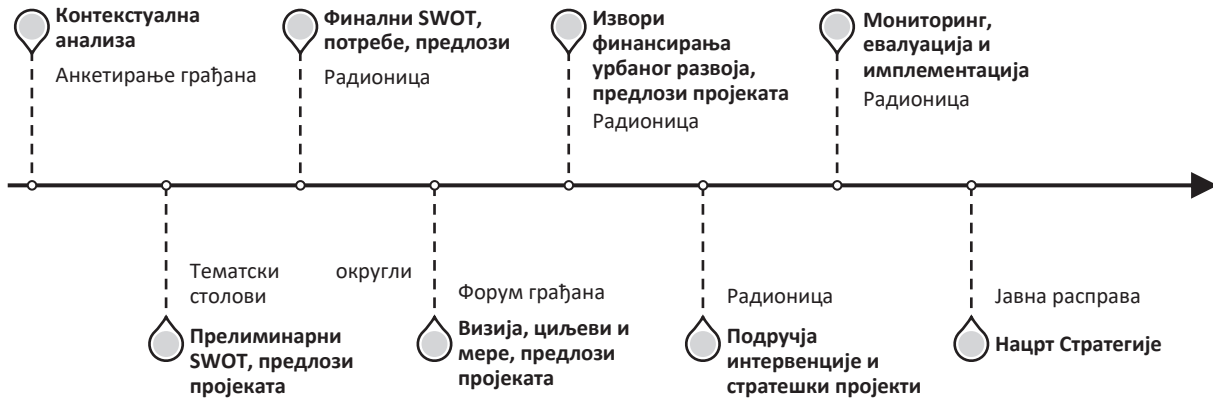 Контекстуална
анализа
Анкетирање грађана
Финални SWOT,
потребе, предлози
Радионица
Извори
финансирања
урбаног развоја,
предлози пројеката
Радионица
Мониторинг,
евалуација и
имплементација
Радионица
Тематски округли
столови
Прелиминарни
SWOT, предлози
пројеката
Форум грађана
Визија, циљеви и
мере, предлози
пројеката
Радионица
Подручја
интервенције и
стратешки пројекти
Јавна расправа
Нацрт Стратегије